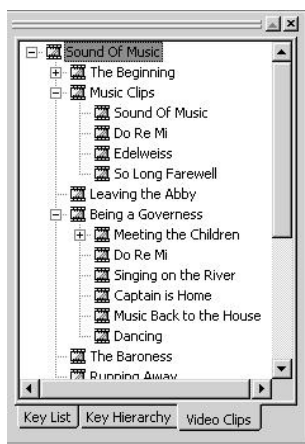 Sound Of Music
The Beginning
Music Clips
Sound Of Music
Do Re Mi
Edelweiss
So Long Farewell
Leaving the Abby
Being a Governess
Meeting the Children
Do Re Mi
Singing on the River
Captain is Home
Music Back to the House
Dancing
The Baroness
Running Away
Key List
Key Hierarchy
Video Clips